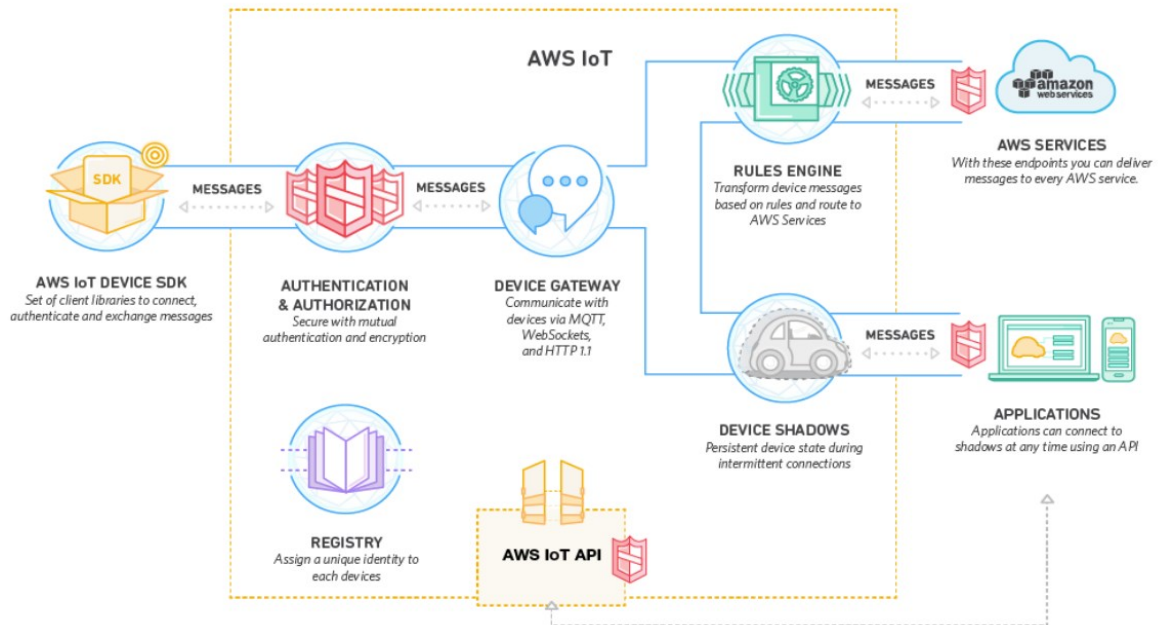 AWS IoT
MESSAGES
MESSAGES
MESSAGES
MESSAGES
SDK
amazon
web services
AWS IoT DEVICE SDK
Set of client libraries to connect,
authenticate and exchange messages
AUTHENTICATION
& AUTHORIZATION
Secure with mutual
authentication and encryption
DEVICE GATEWAY
Communicate with
devices via MQTT,
WebSockets,
and HTTP 1.1
RULES ENGINE
Transform device messages
based on rules and route to
AWS Services
AWS SERVICES
With these endpoints you can deliver
messages to every AWS service.
DEVICE SHADOWS
Persistent device state during
intermittent connections
APPLICATIONS
Applications can connect to
shadows at any time using an API
REGISTRY
Assign a unique identity to
each devices
AWS IoT API